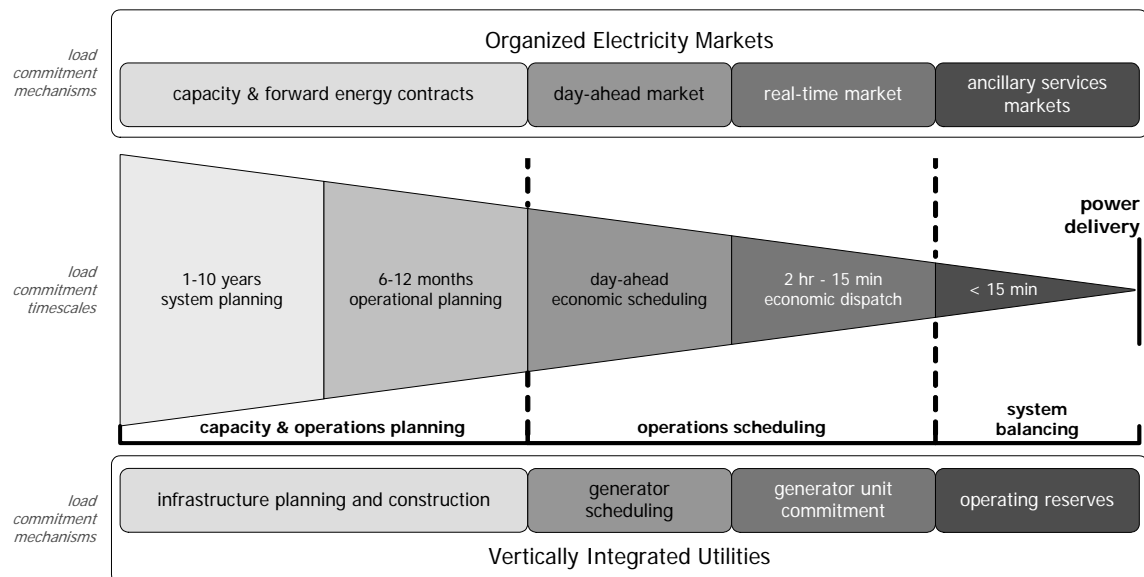 Organized Electricity Markets
load
commitment
mechanisms
capacity & forward energy contracts
day-ahead market
real-time market
ancillary services
markets
power
delivery
load
commitment
timescales
1-10 years
system planning
6-12 months
operational planning
day-ahead
economic scheduling
2 hr - 15 min
economic dispatch
< 15 min
capacity & operations planning
operations scheduling
system
balancing
load
commitment
mechanisms
infrastructure planning and construction
generator
scheduling
generator unit
commitment
operating reserves
Vertically Integrated Utilities